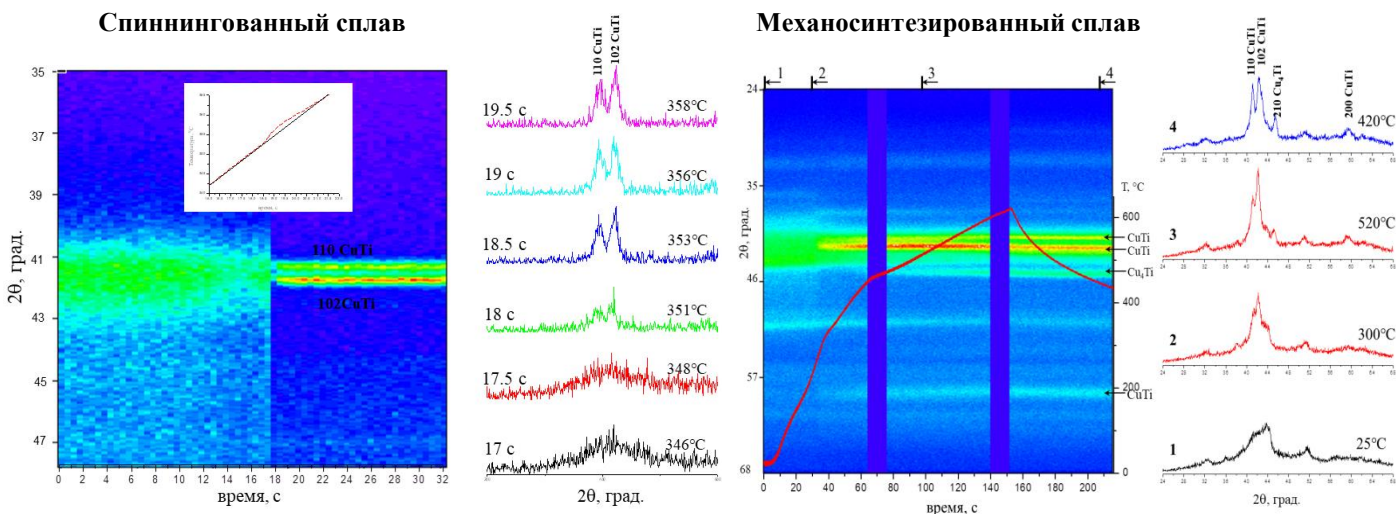 Спиннингованный сплав
Механосинтезированный сплав
35
37
39
41
43
45
47
2θ, град.
110 CuTi
102CuTi
0 2 4 6 8 10 12 14 16 18 20 22 24 26 28 30 32
время, с
110 CuTi
102 CuTi
19.5 с
358°C
19 с
356°C
18.5 с
353°C
18 с
351°C
17.5 с
348°C
17 с
346°C
2θ, град.
1
2
3
4
24
35
46
57
68
2θ, град.
T, °C
600
400
200
0
CuTi
CuTi
Cu4Ti
CuTi
0 20 40 60 80 100 120 140 160 180 200
время, с
110 CuTi
102 CuTi
210 Cu4Ti
200 CuTi
4
420°C
3
520°C
2
300°C
1
25°C
2θ, град.